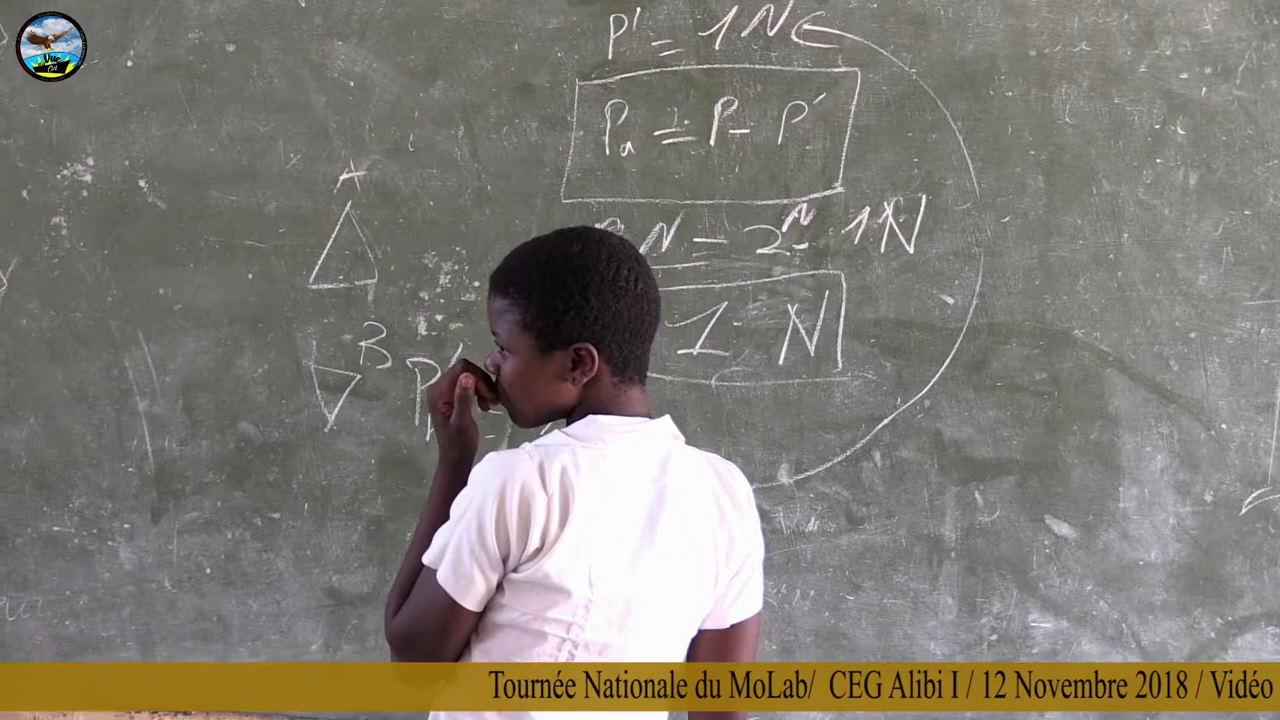 P' = 1N
Pa = P - P'
N = 2N - 1N
1 N
A
B
P'
Tournée Nationale du MoLab/ CEG Alibi I / 12 Novembre 2018 / Vidéo